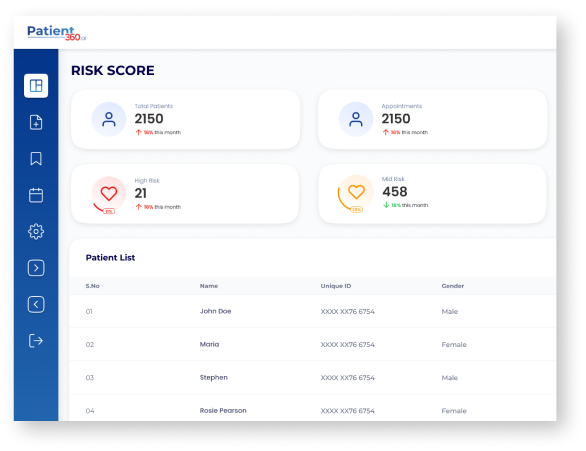 Patient
360.ai
RISK SCORE
Total Patients
2150
16% this month
Appointments
2150
16% this month
High Risk
21
16% this month
Mid Risk
458
16% this month
Patient List
S.No Name Unique ID Gender
01 John Doe XXXX XX76 6754 Male
02 Maria XXXX XX76 6754 Female
03 Stephen XXXX XX76 6754 Male
04 Rosie Pearson XXXX XX76 6754 Female